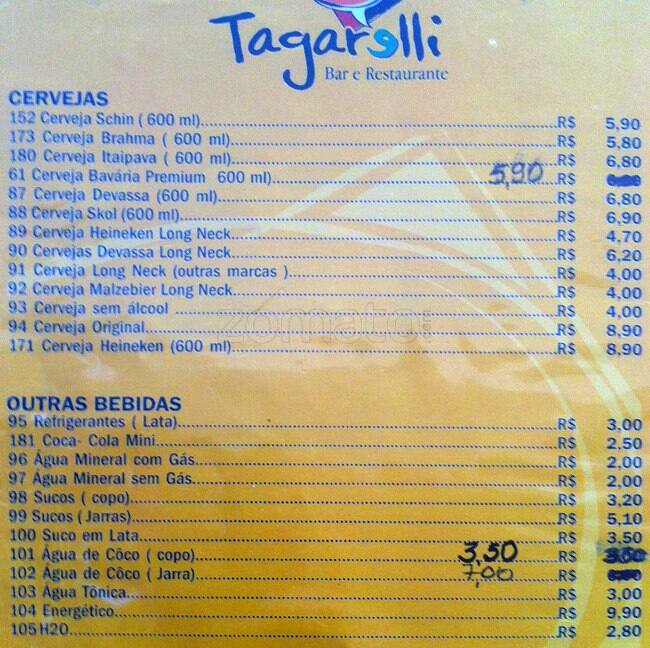 Tagarelli
Bar e Restaurante
CERVEJAS
152 Cerveja Schin ( 600 ml)..........R$ 5,90
173 Cerveja Brahma ( 600 ml)..........R$ 5,80
180 Cerveja Itaipava ( 600 ml)..........R$ 6,80
61 Cerveja Bavária Premium 600 ml)..........5,90 R$
87 Cerveja Devassa (600 ml)..........R$ 6,80
88 Cerveja Skol (600 ml)..........R$ 6,90
89 Cerveja Heineken Long Neck..........R$ 4,70
90 Cervejas Devassa Long Neck..........R$ 6,20
91 Cerveja Long Neck (outras marcas )..........R$ 4,00
92 Cerveja Malzebier Long Neck..........R$ 4,00
93 Cerveja sem álcool ..........R$ 4,00
94 Cerveja Original..........R$ 8,90
171 Cerveja Heineken (600 ml)..........R$ 8,90
zomato
OUTRAS BEBIDAS
95 Refrigerantes ( Lata)..........R$ 3,00
181 Coca- Cola Mini..........R$ 2,50
96 Água Mineral com Gás..........R$ 2,00
97 Água Mineral sem Gás..........R$ 2,00
98 Sucos ( copo)..........R$ 3,20
99 Sucos ( Jarras)..........R$ 5,10
100 Suco em Lata..........R$ 3,50
101 Água de Côco ( copo)..........3,50 R$
102 Água de Côco ( Jarra)..........7,00 R$
103 Água Tônica..........R$ 3,00
104 Energético..........R$ 9,90
105 H2O..........R$ 2,80